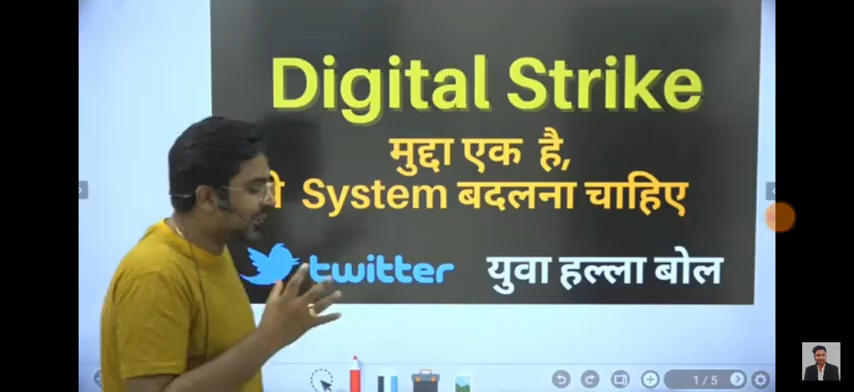 Digital Strike
मुद्दा एक है,
System बदलना चाहिए
twitter युवा हल्ला बोल
1 / 5